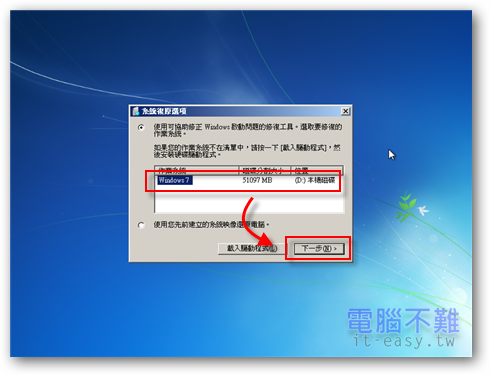 系統復原選項
使用可協助修正 Windows 啟動問題的修復工具。選取要修復的
作業系統。
如果您的作業系統不在清單中，請按一下 [載入驅動程式]，然
後安裝硬碟驅動程式。
作業系統 磁碟分割大小 位置
Windows 7 51097 MB (D:) 本機磁碟
使用您先前建立的系統映像還原電腦。
載入驅動程式(L) 下一步(N) >
電腦不難
it-easy.tw